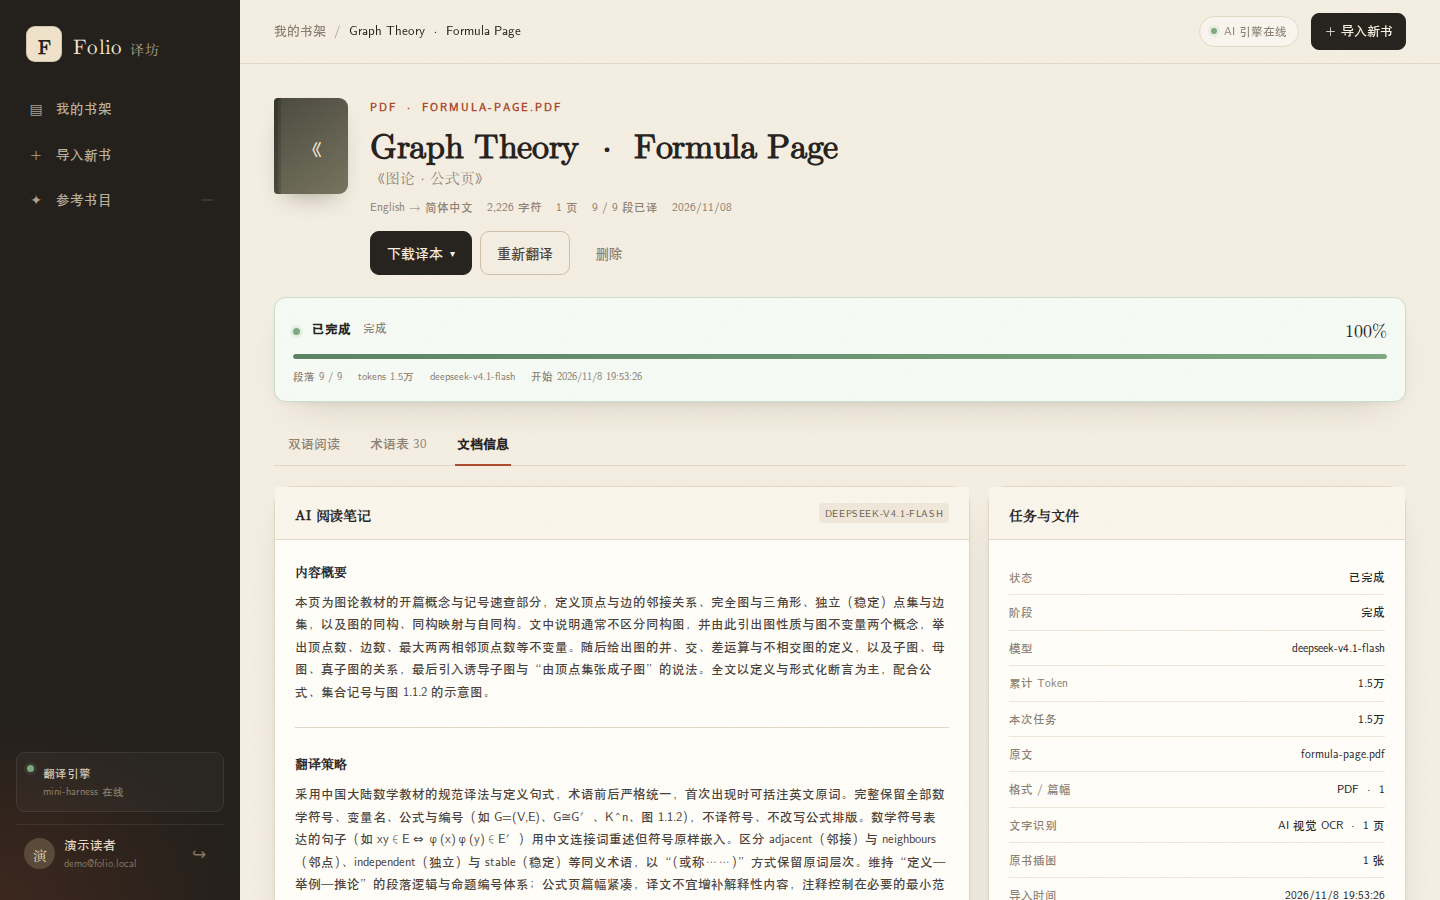 F Folio 译坊
我的书架
导入新书
参考书目
翻译引擎
mini-harness 在线
演
演示读者
demo@folio.local
我的书架 / Graph Theory · Formula Page
AI 引擎在线
+ 导入新书
《
PDF · FORMULA-PAGE.PDF
Graph Theory · Formula Page
《图论 · 公式页》
English → 简体中文 2,226 字符 1 页 9 / 9 段已译 2026/11/08
下载译本 ▾
重新翻译
删除
已完成 完成
100%
段落 9 / 9 tokens 1.5万 deepseek-v4.1-flash 开始 2026/11/8 19:53:26
双语阅读
术语表 30
文档信息
AI 阅读笔记
DEEPSEEK-V4.1-FLASH
内容概要
本页为图论教材的开篇概念与记号速查部分，定义顶点与边的邻接关系、完全图与三角形、独立（稳定）点集与边
集，以及图的同构、同构映射与自同构。文中说明通常不区分同构图，并由此引出图性质与图不变量两个概念，举
出顶点数、边数、最大两两相邻顶点数等不变量。随后给出图的并、交、差运算与不相交图的定义，以及子图、母
图、真子图的关系，最后引入诱导子图与“由顶点集张成子图”的说法。全文以定义与形式化断言为主，配合公
式、集合记号与图 1.1.2 的示意图。
翻译策略
采用中国大陆数学教材的规范译法与定义句式，术语前后严格统一，首次出现时可括注英文原词。完整保留全部数
学符号、变量名、公式与编号（如 G=(V,E)、G≅G′、K^n、图 1.1.2），不译符号、不改写公式排版。数学符号表
达的句子（如 xy∈E⇔φ(x)φ(y)∈E′）用中文连接词重述但符号原样嵌入。区分 adjacent（邻接）与 neighbours
（邻点）、independent（独立）与 stable（稳定）等同义术语，以“（或称……）”方式保留原词层次。维持“定义—
举例—推论”的段落逻辑与命题编号体系；公式页篇幅紧凑，译文不宜增补解释性内容，注释控制在必要的最小范
任务与文件
状态 已完成
阶段 完成
模型 deepseek-v4.1-flash
累计 Token 1.5万
本次任务 1.5万
原文 formula-page.pdf
格式 / 篇幅 PDF · 1
文字识别 AI 视觉 OCR · 1 页
原书插图 1 张
导入时间 2026/11/8 19:53:26